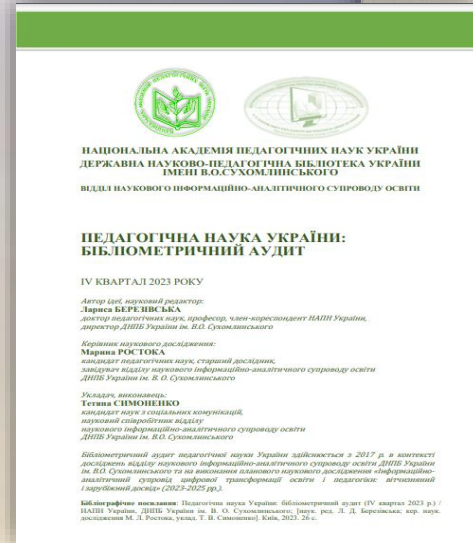 НАЦІОНАЛЬНА АКАДЕМІЯ ПЕДАГОГІЧНИХ НАУК УКРАЇНИ
ДЕРЖАВНА НАУКОВО-ПЕДАГОГІЧНА БІБЛІОТЕКА УКРАЇНИ
ІМЕНІ В.О.СУХОМЛИНСЬКОГО
ВІДДІЛ НАУКОВОГО ІНФОРМАЦІЙНО-АНАЛІТИЧНОГО СУПРОВОДУ ОСВІТИ
ПЕДАГОГІЧНА НАУКА УКРАЇНИ:
БІБЛІОМЕТРИЧНИЙ АУДИТ
IV КВАРТАЛ 2023 РОКУ
Автор ідеї, науковий редактор:
Лариса БЕРЕЗІВСЬКА
доктор педагогічних наук, професор, член-кореспондент НАПН України,
директор ДНПБ України ім. В.О. Сухомлинського
Керівник наукового дослідження:
Марина РОСТОКА
кандидат педагогічних наук, старший дослідник,
завідувач відділу наукового інформаційно-аналітичного супроводу освіти
ДНПБ України ім. В.О. Сухомлинського
Укладач, виконавець:
Тетяна СИМОНЕНКО
кандидат наук з соціальних комунікацій,
науковий співробітник відділу
наукового інформаційно-аналітичного супроводу освіти
ДНПБ України ім. В.О. Сухомлинського
Бібліометричний аудит педагогічної науки України здійснюється з 2017 р. в контексті
досліджень відділу наукового інформаційно-аналітичного супроводу освіти ДНПБ України
ім. В.О. Сухомлинського та на виконання планового наукового дослідження «Інформаційно-
аналітичний супровід цифрової трансформації освіти і педагогіки: вітчизняний
і зарубіжний досвід» (2023-2025 рр.).
Бібліографічне посилання: Педагогічна наука України: бібліометричний аудит (IV квартал 2023 р.) /
НАПН України, ДНПБ України ім. В. О. Сухомлинського; [наук. ред. Л. Д. Березівська; кер. наук.
дослідження М. Л. Ростока, уклад. Т. В. Симоненко]. Київ, 2023. 26 с.